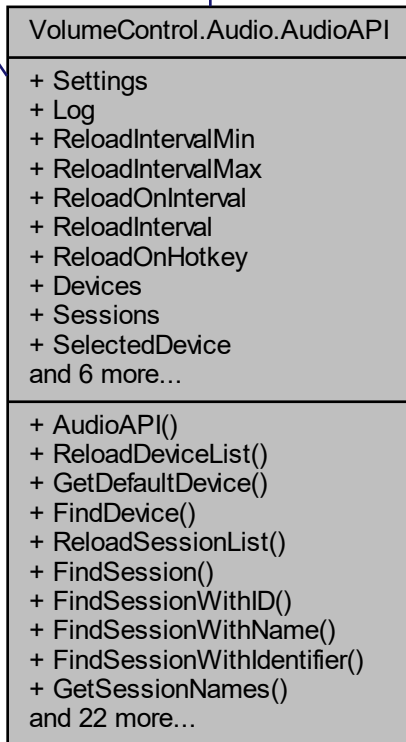 VolumeControl.Audio.AudioAPI
+ Settings
+ Log
+ ReloadIntervalMin
+ ReloadIntervalMax
+ ReloadOnInterval
+ ReloadInterval
+ ReloadOnHotkey
+ Devices
+ Sessions
+ SelectedDevice
and 6 more...
+ AudioAPI()
+ ReloadDeviceList()
+ GetDefaultDevice()
+ FindDevice()
+ ReloadSessionList()
+ FindSession()
+ FindSessionWithID()
+ FindSessionWithName()
+ FindSessionWithIdentifier()
+ GetSessionNames()
and 22 more...